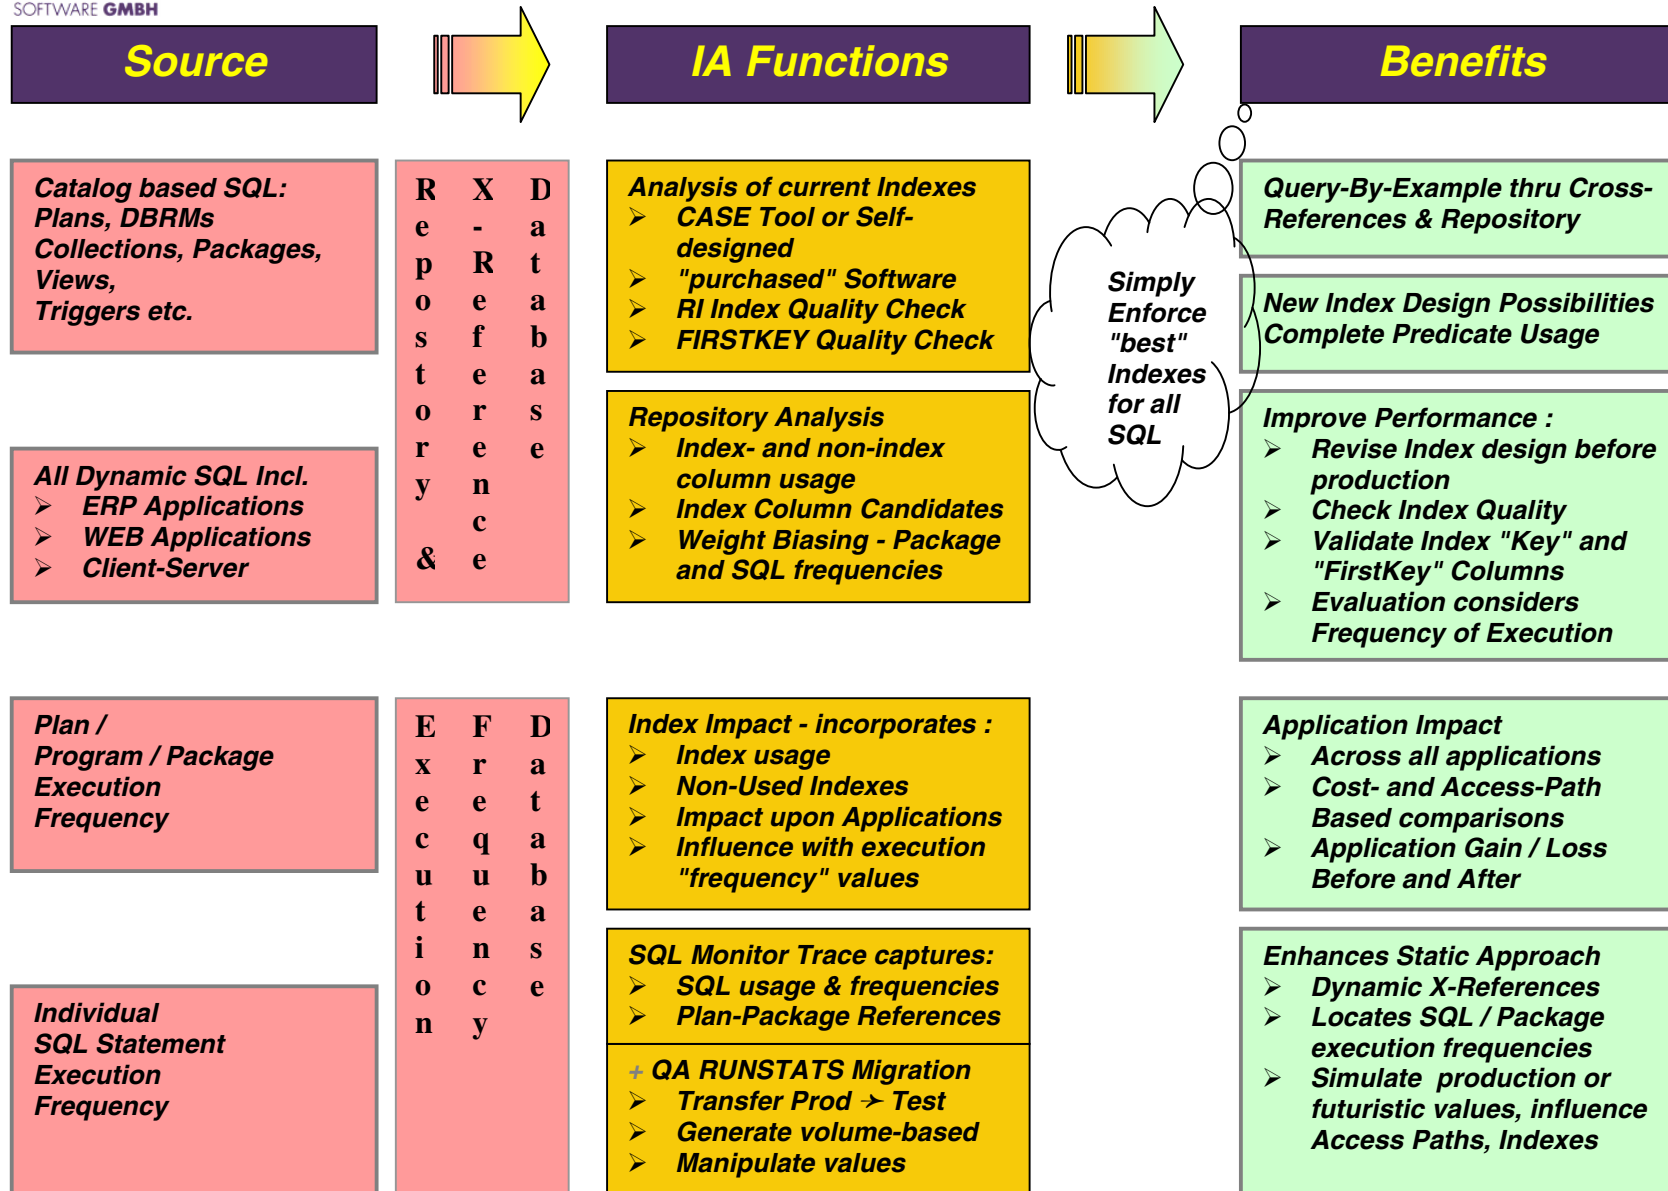 SOFTWARE GMBH
Source
IA Functions
Benefits
Catalog based SQL:
Plans, DBRMs
Collections, Packages,
Views,
Triggers etc.
All Dynamic SQL Incl.
➢ ERP Applications
➢ WEB Applications
➢ Client-Server
Repostory &
X-Reference
Database
Analysis of current Indexes
➢ CASE Tool or Self-
designed
➢ "purchased" Software
➢ RI Index Quality Check
➢ FIRSTKEY Quality Check
Repository Analysis
➢ Index- and non-index
column usage
➢ Index Column Candidates
➢ Weight Biasing - Package
and SQL frequencies
Simply
Enforce
"best"
Indexes
for all
SQL
Query-By-Example thru Cross-
References & Repository
New Index Design Possibilities
Complete Predicate Usage
Improve Performance :
➢ Revise Index design before
production
➢ Check Index Quality
➢ Validate Index "Key" and
"FirstKey" Columns
➢ Evaluation considers
Frequency of Execution
Plan /
Program / Package
Execution
Frequency
Individual
SQL Statement
Execution
Frequency
Execution
Frequency
Database
Index Impact - incorporates :
➢ Index usage
➢ Non-Used Indexes
➢ Impact upon Applications
➢ Influence with execution
"frequency" values
SQL Monitor Trace captures:
➢ SQL usage & frequencies
➢ Plan-Package References
+ QA RUNSTATS Migration
➢ Transfer Prod ➢ Test
➢ Generate volume-based
➢ Manipulate values
Application Impact
➢ Across all applications
➢ Cost- and Access-Path
Based comparisons
➢ Application Gain / Loss
Before and After
Enhances Static Approach
➢ Dynamic X-References
➢ Locates SQL / Package
execution frequencies
➢ Simulate production or
futuristic values, influence
Access Paths, Indexes